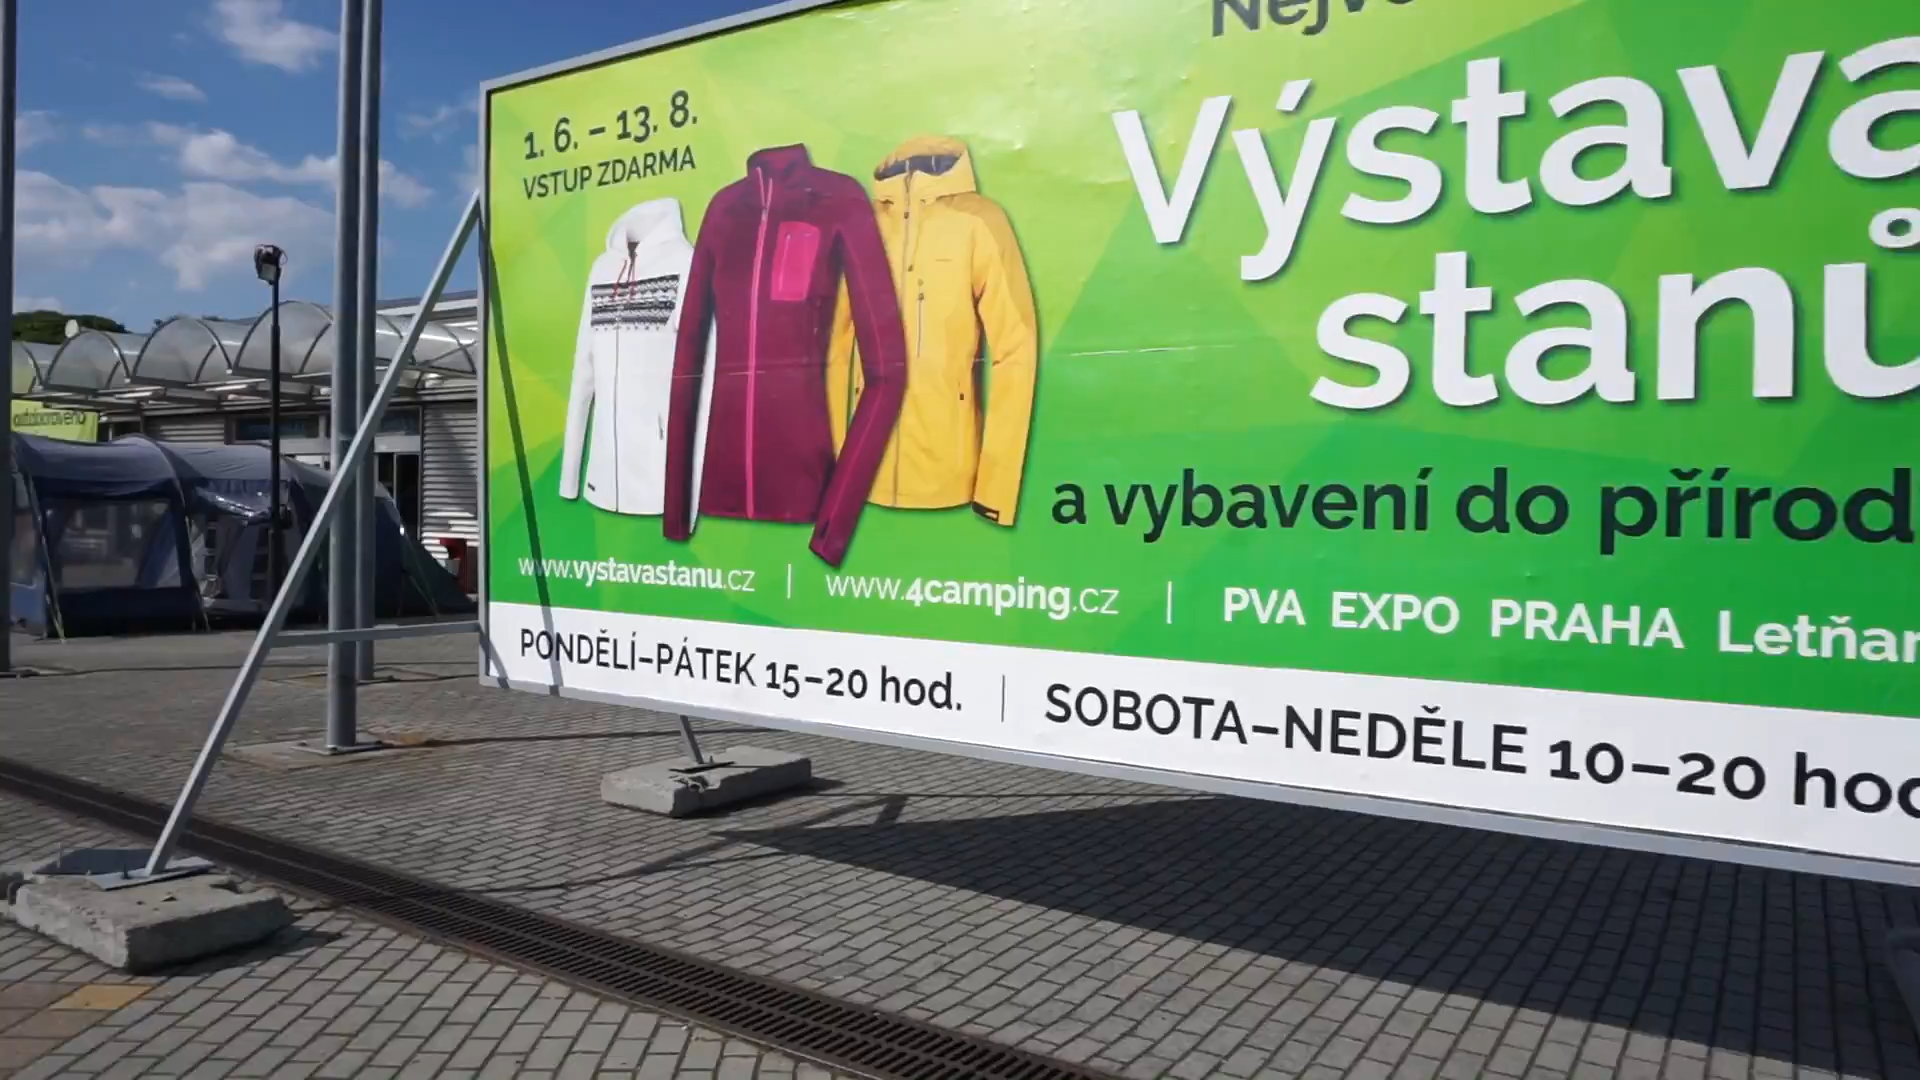 1. 6. – 13. 8.
VSTUP ZDARMA
Výstava
stanů
a vybavení do přírod
www.vystavastanu.cz | www.4camping.cz | PVA EXPO PRAHA Letňan
PONDĚLÍ–PÁTEK 15–20 hod. | SOBOTA–NEDĚLE 10–20 hod